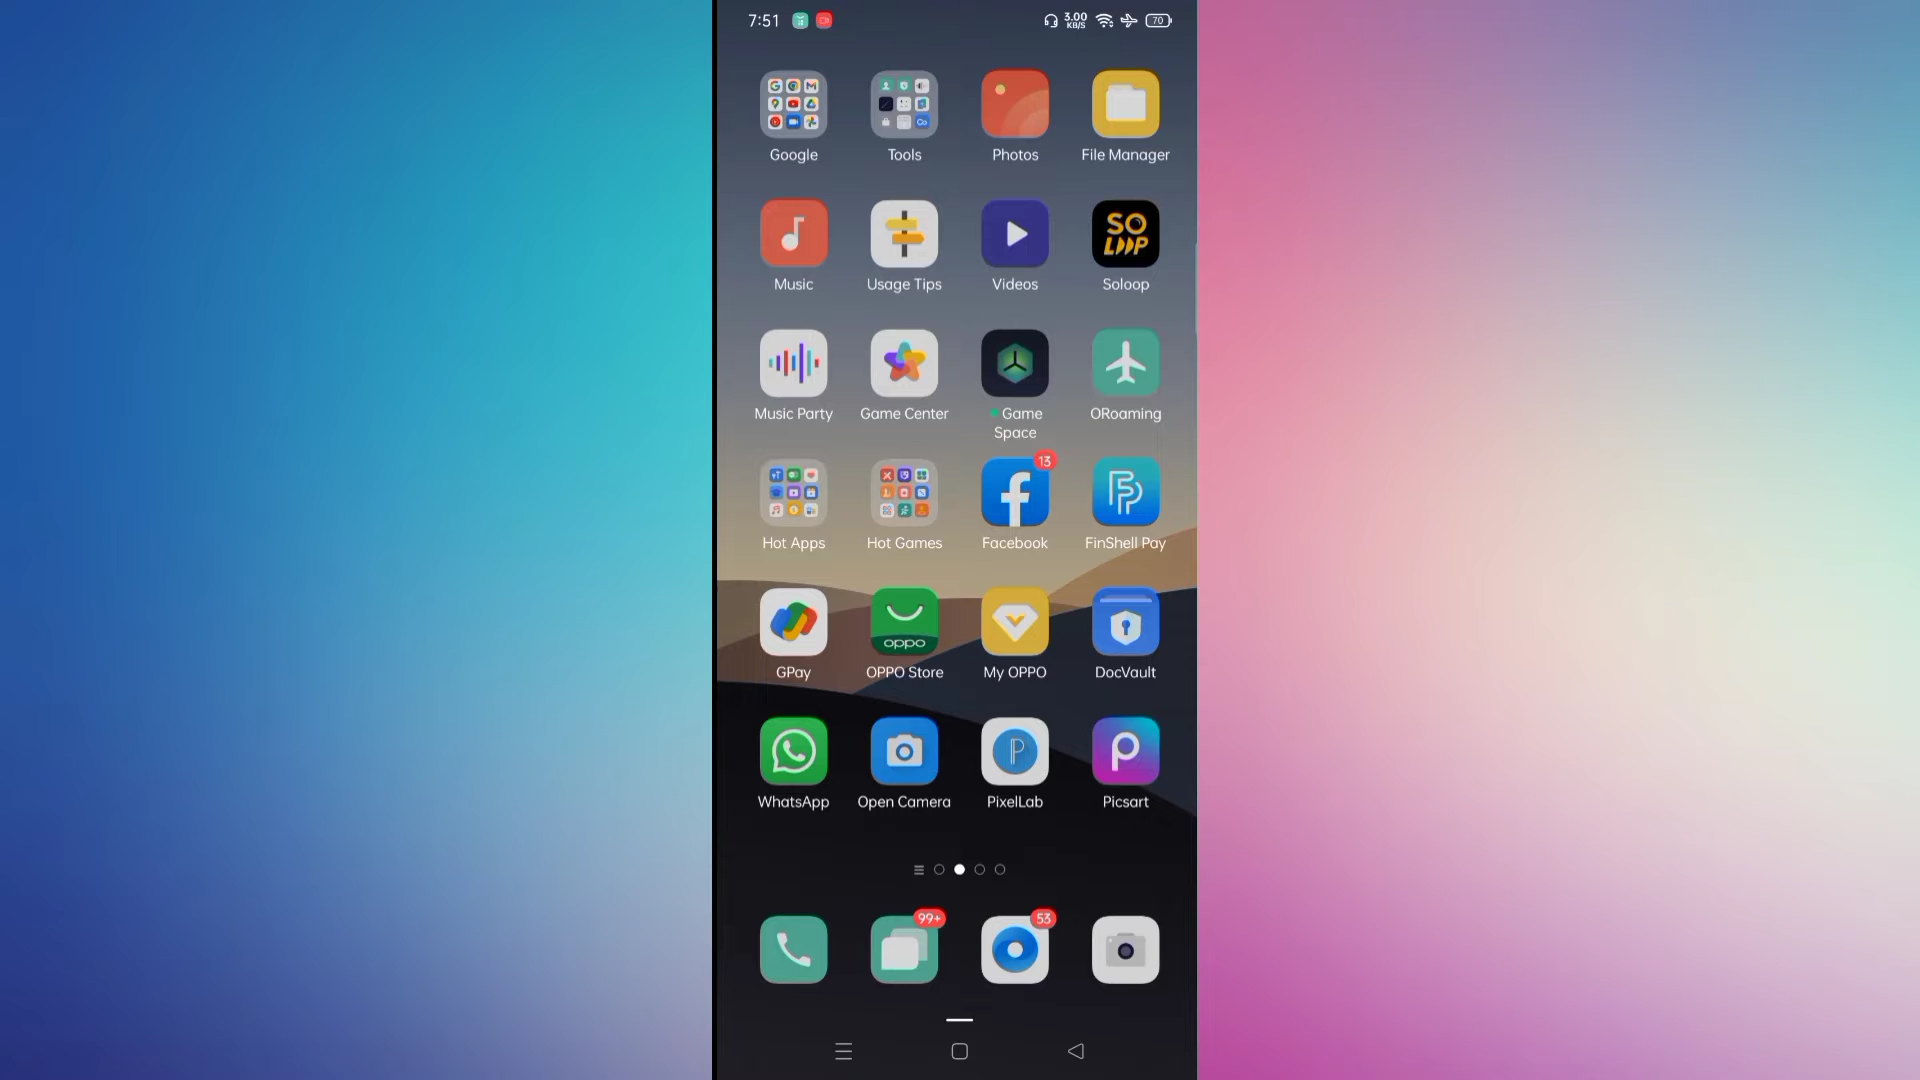 7:51 3.00 KB/S 70
Google Tools Photos File Manager
SO
LOOP
Music Usage Tips Videos Soloop
Music Party Game Center Game Space ORoaming
13
Hot Apps Hot Games Facebook FinShell Pay
oppo
GPay OPPO Store My OPPO DocVault
WhatsApp Open Camera PixelLab Picsart
99+ 53